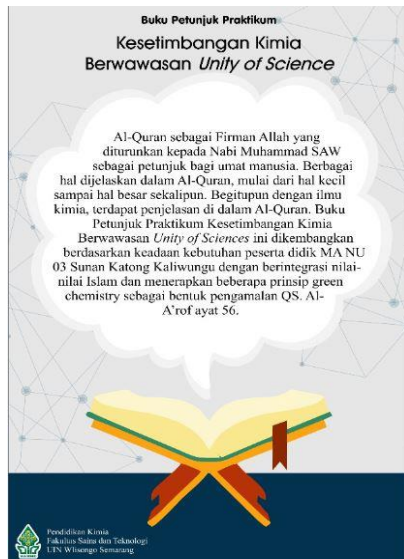 Buku Petunjuk Praktikum
Kesetimbangan Kimia
Berwawasan Unity of Science
Al-Quran sebagai Firman Allah yang
diturunkan kepada Nabi Muhammad SAW
sebagai petunjuk bagi umat manusia. Berbagai
hal dijelaskan dalam Al-Quran, mulai dari hal kecil
sampai hal besar sekalipun. Begitupun dengan ilmu
kimia, terdapat penjelasan di dalam Al-Quran. Buku
Petunjuk Praktikum Kesetimbangan Kimia
Berwawasan Unity of Sciences ini dikembangkan
berdasarkan keadaan kebutuhan peserta didik MA NU
03 Sunan Katong Kaliwungu dengan berintegrasi nilai-
nilai Islam dan menerapkan beberapa prinsip green
chemistry sebagai bentuk pengamalan QS. Al-
A'rof ayat 56.
Pendidikan Kimia
Fakulias Sains dan Teknologi
UIN Wlisongo Semarang